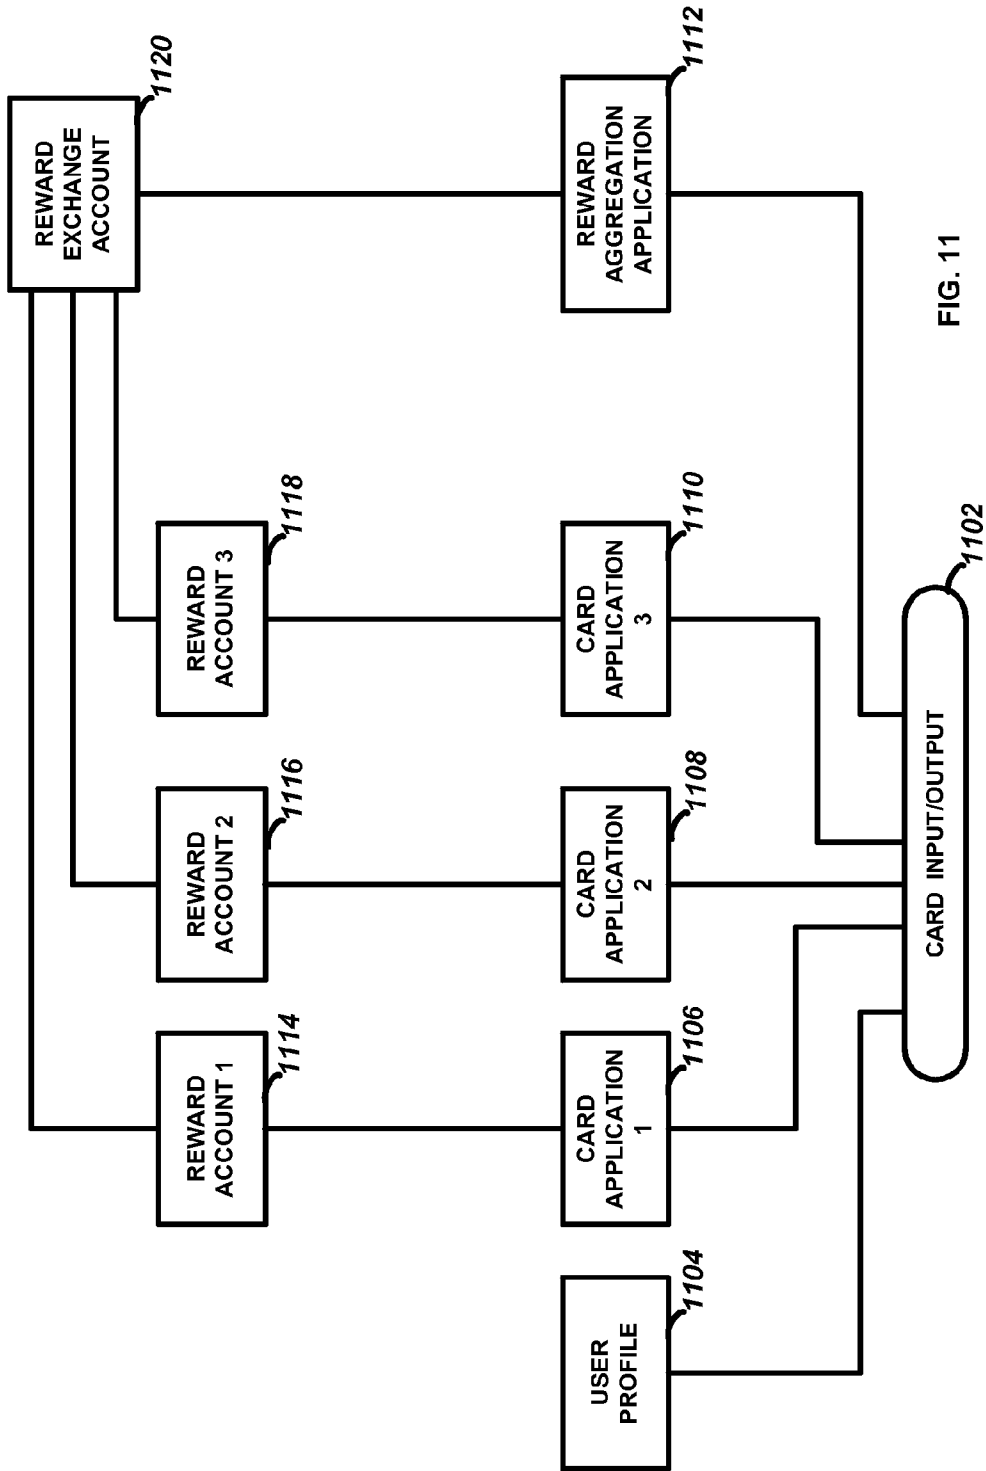 REWARD
EXCHANGE
ACCOUNT
1120
REWARD
ACCOUNT 1
1114
REWARD
ACCOUNT 2
1116
REWARD
ACCOUNT 3
1118
USER
PROFILE
1104
CARD
APPLICATION
1
1106
CARD
APPLICATION
2
1108
CARD
APPLICATION
3
1110
REWARD
AGGREGATION
APPLICATION
1112
CARD INPUT/OUTPUT
1102
FIG. 11